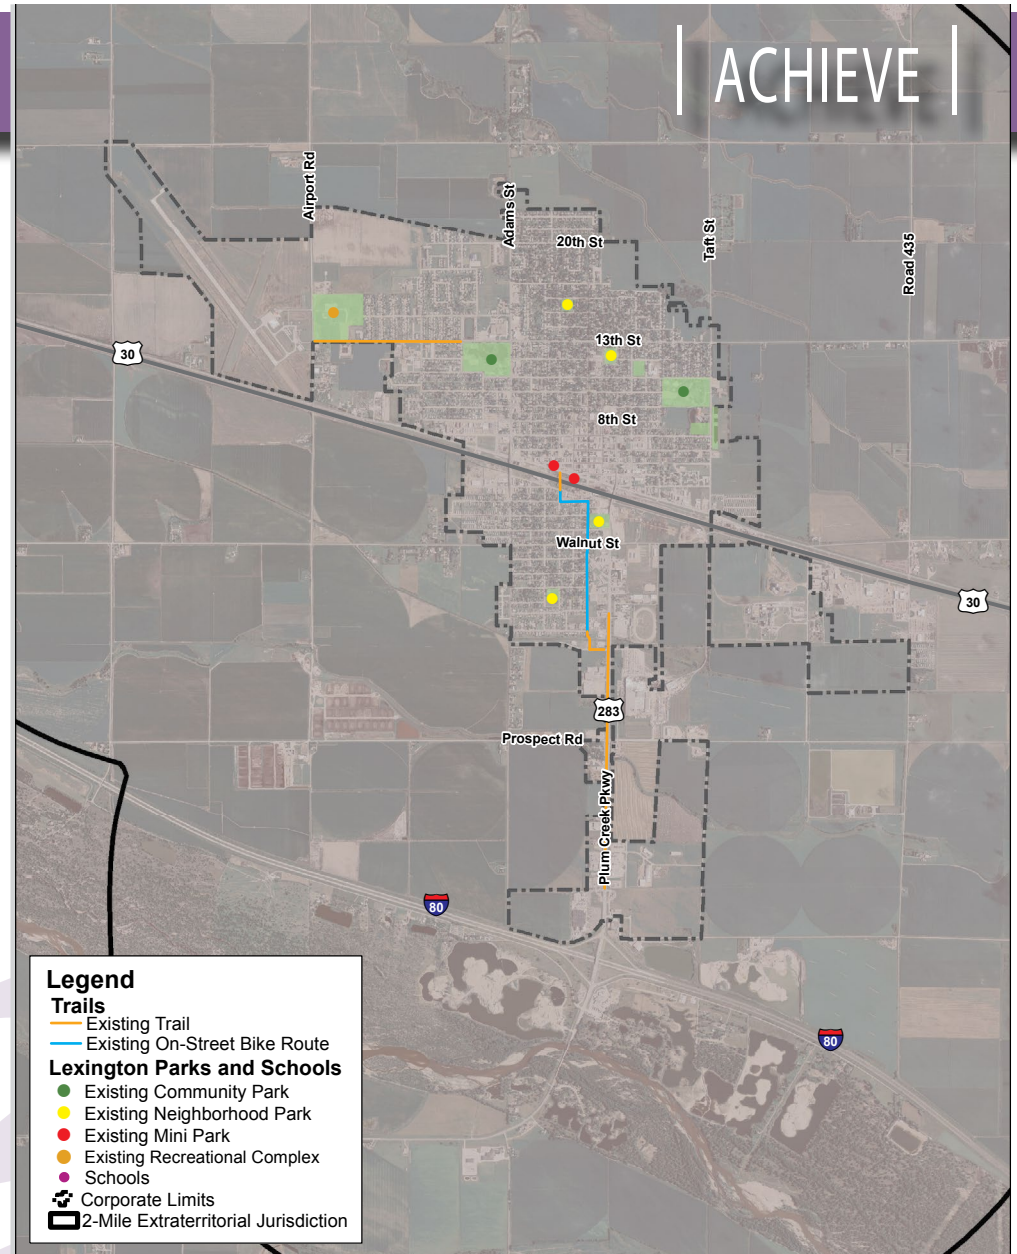 | ACHIEVE |
Airport Rd
Adams St
20th St
Taft St
Road 435
30
13th St
8th St
Walnut St
30
283
Prospect Rd
Plum Creek Pkwy
80
80
Legend
Trails
Existing Trail
Existing On-Street Bike Route
Lexington Parks and Schools
Existing Community Park
Existing Neighborhood Park
Existing Mini Park
Existing Recreational Complex
Schools
Corporate Limits
2-Mile Extraterritorial Jurisdiction